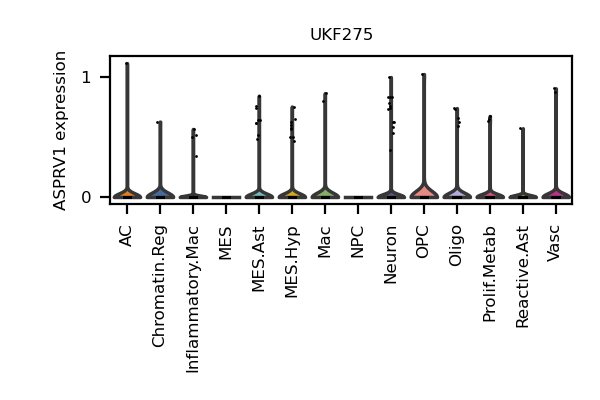 UKF275
ASPRV1 expression
1
0
AC
Chromatin.Reg
Inflammatory.Mac
MES
MES.Ast
MES.Hyp
Mac
NPC
Neuron
OPC
Oligo
Prolif.Metab
Reactive.Ast
Vasc